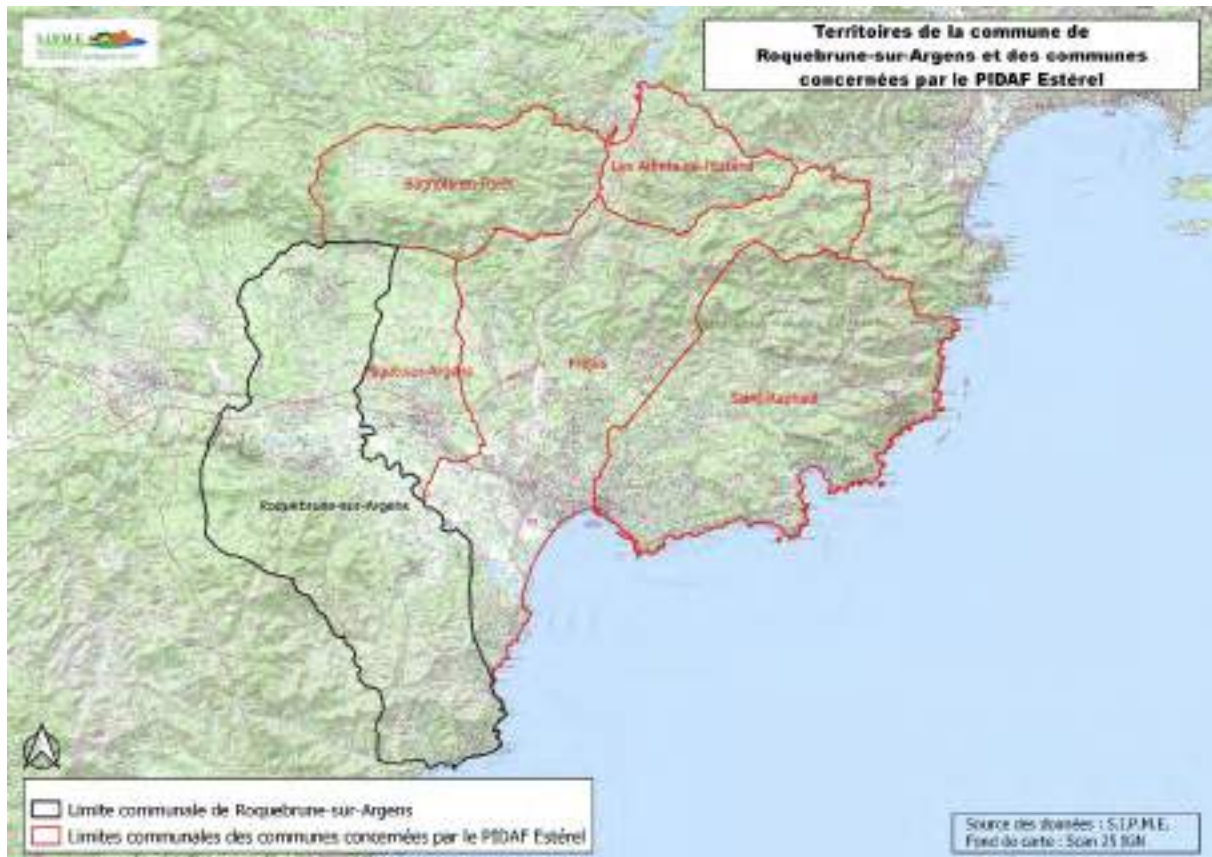 S.I.P.M.E.
Territoires de la commune de
Roquebrune-sur-Argens et des communes
concernées par le PIDAF Estérel
Les Adrets-de-l'Estérel
Bagnols-en-Forêt
Puget-sur-Argens
Fréjus
Saint-Raphaël
Roquebrune-sur-Argens
Limite communale de Roquebrune-sur-Argens
Limites communales des communes concernées par le PIDAF Estérel
Source des données : S.I.P.M.E.
Fond de carte : Scan 25 IGN